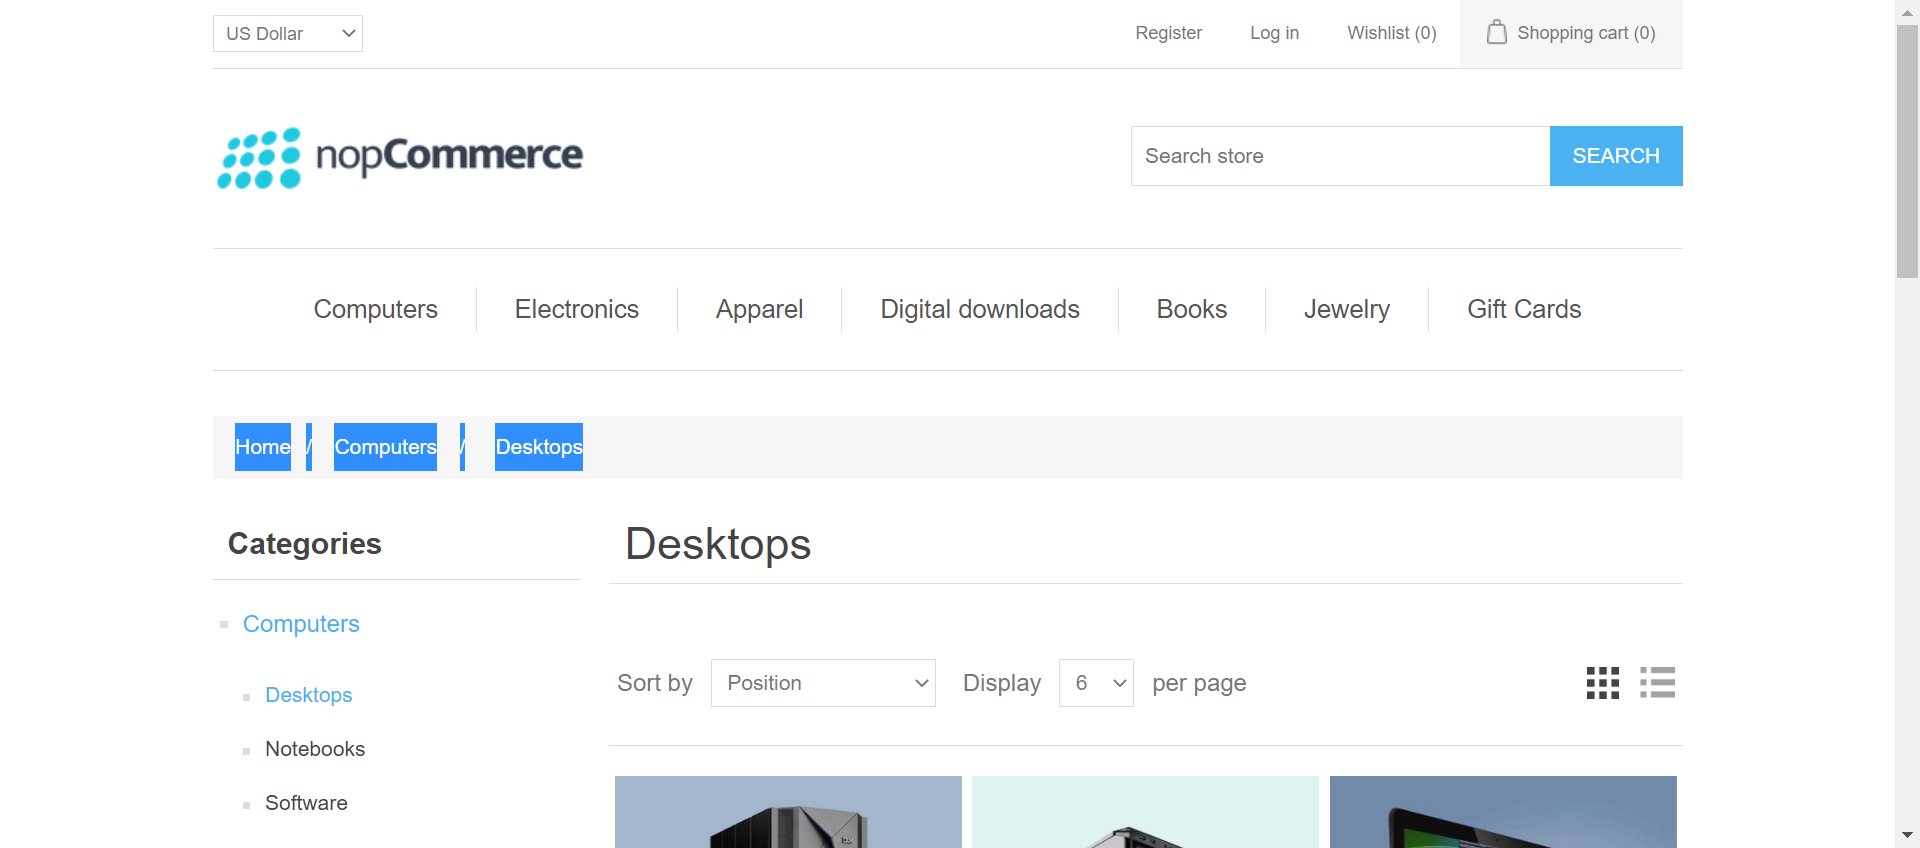 US Dollar Register Log in Wishlist (0) Shopping cart (0)
nopCommerce Search store SEARCH
Computers Electronics Apparel Digital downloads Books Jewelry Gift Cards
Home / Computers / Desktops
Categories
Computers
Desktops
Notebooks
Software
Desktops
Sort by Position Display 6 per page